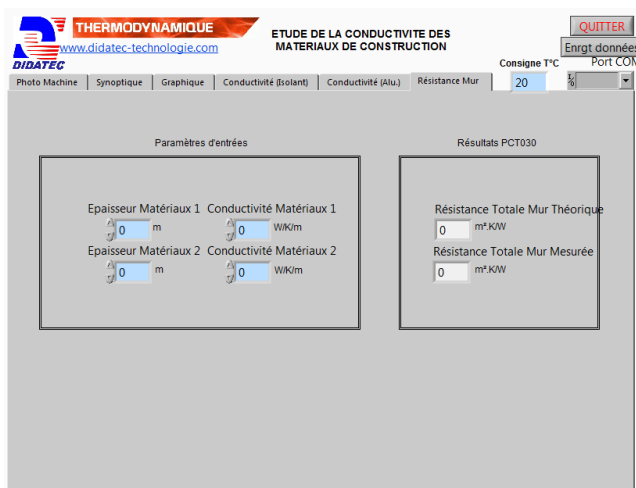 THERMODYNAMIQUE
www.didatec-technologie.com
DIDATEC
ETUDE DE LA CONDUCTIVITE DES
MATERIAUX DE CONSTRUCTION
QUITTER
Enrgt données
Consigne T°C
Port COM
20
Photo Machine
Synoptique
Graphique
Conductivité (Isolant)
Conductivité (Alu.)
Résistance Mur
Paramètres d'entrées
Résultats PCT030
Epaisseur Matériaux 1
Conductivité Matériaux 1
0 m
0 W/K/m
Epaisseur Matériaux 2
Conductivité Matériaux 2
0 m
0 W/K/m
Résistance Totale Mur Théorique
0 m².K/W
Résistance Totale Mur Mesurée
0 m².K/W